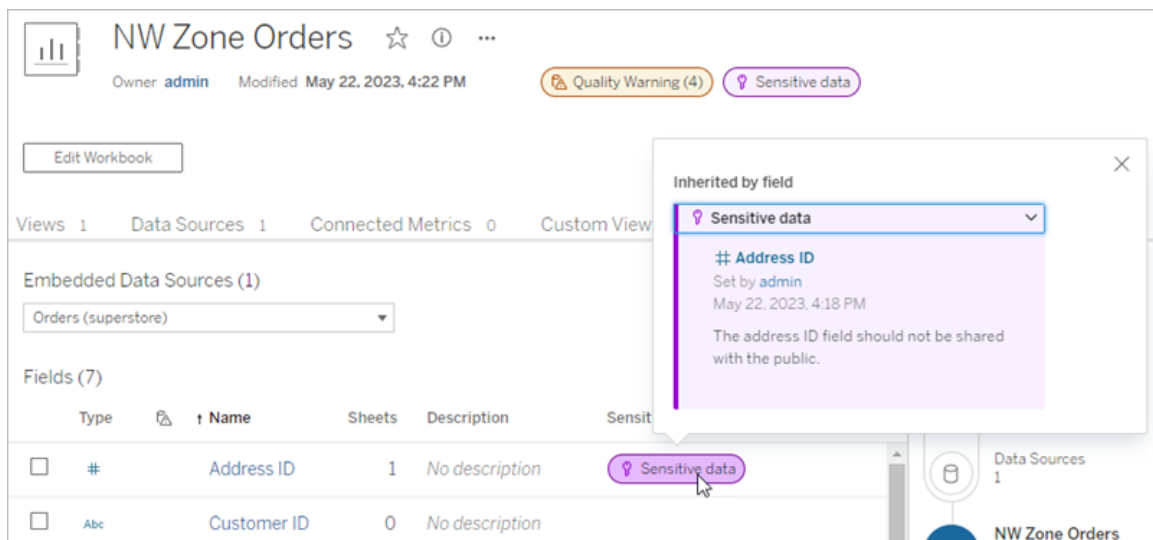 NW Zone Orders
Owner admin Modified May 22, 2023, 4:22 PM Quality Warning (4) Sensitive data
Edit Workbook
Views 1 Data Sources 1 Connected Metrics 0 Custom View
Embedded Data Sources (1)
Orders (superstore)
Fields (7)
Type ↑ Name Sheets Description Sensit
# Address ID 1 No description Sensitive data
Abc Customer ID 0 No description
Inherited by field
Sensitive data
# Address ID
Set by admin
May 22, 2023, 4:18 PM
The address ID field should not be shared
with the public.
Data Sources
1
NW Zone Orders